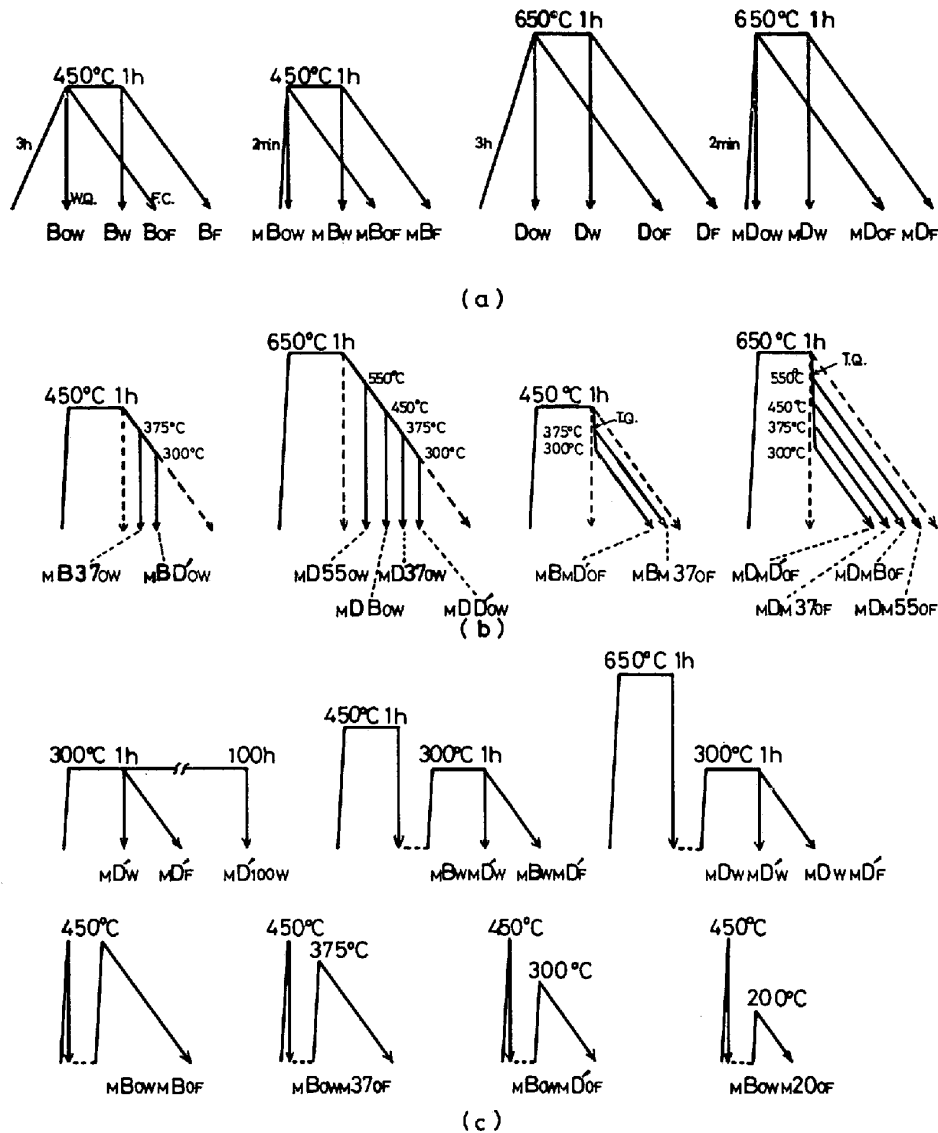 450°C 1h
3h
W.Q.
F.C.
BOW BW BOF BF
450°C 1h
2min
MBOW MBW MBOF MBF
650°C 1h
3h
DOW DW DOF DF
650°C 1h
2min
MDOW MDW MDOF MDF
(a)
450°C 1h
375°C
300°C
MB37OW MBD'OW
650°C 1h
550°C
450°C
375°C
300°C
MD55OW MD37OW
MDBOW MDD'OW
450°C 1h
T.Q.
375°C
300°C
MBMD'OF MBM37OF
650°C 1h
T.Q.
550°C
450°C
375°C
300°C
MDMD'OF MDMBOF
MDM37OF MDM55OF
(b)
300°C 1h 100h
MD'W MD'F MD'100W
450°C 1h
300°C 1h
MBWMD'W MBWMD'F
650°C 1h
300°C 1h
MDWMD'W MDWMD'F
450°C
MBOWMBOF
450°C
375°C
MBOWM37OF
450°C
300°C
MBOWMD'OF
450°C
200°C
MBOWM20OF
(c)